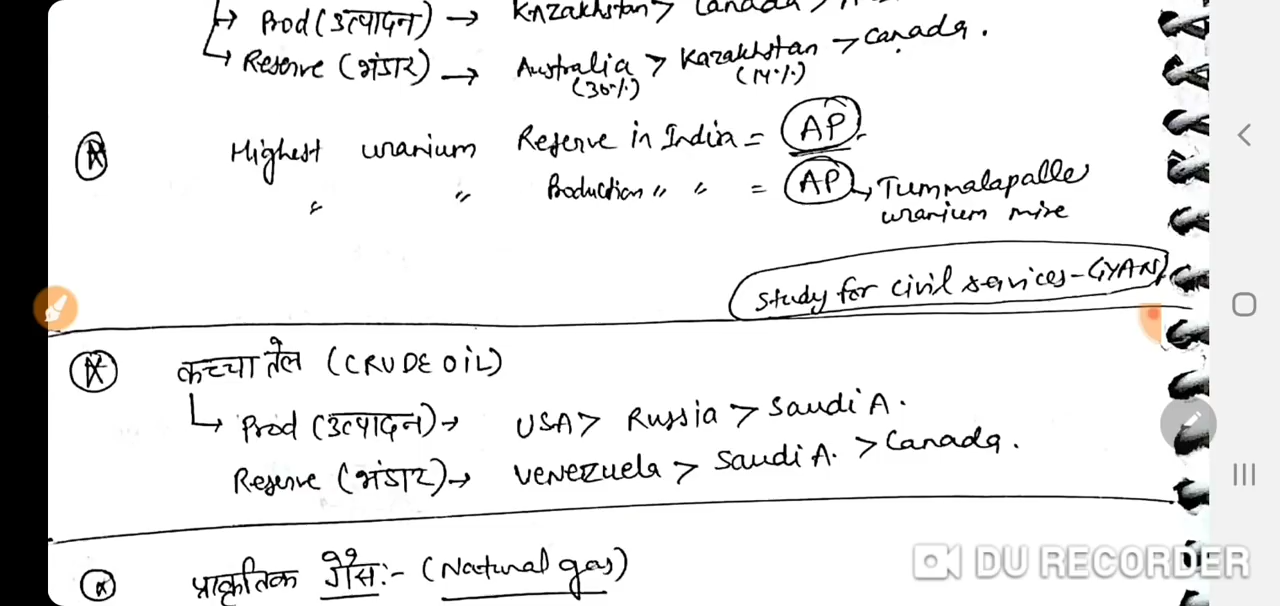 Prod (उत्पादन) → Kazakhstan > Canada >
Reserve (भंडार) → Australia > Kazakhstan > Canada.
(30%) (14%)
Highest uranium Reserve in India = AP.
" " Production " " = AP → Tummalapalle
uranium mine
Study for civil services-GYAN
कच्चा तेल (CRUDE OIL)
Prod (उत्पादन) → USA > Russia > Saudi A.
Reserve (भंडार) → Venezuela > Saudi A. > Canada.
प्राकृतिक गैस :- (Natural gas)
DU RECORDER